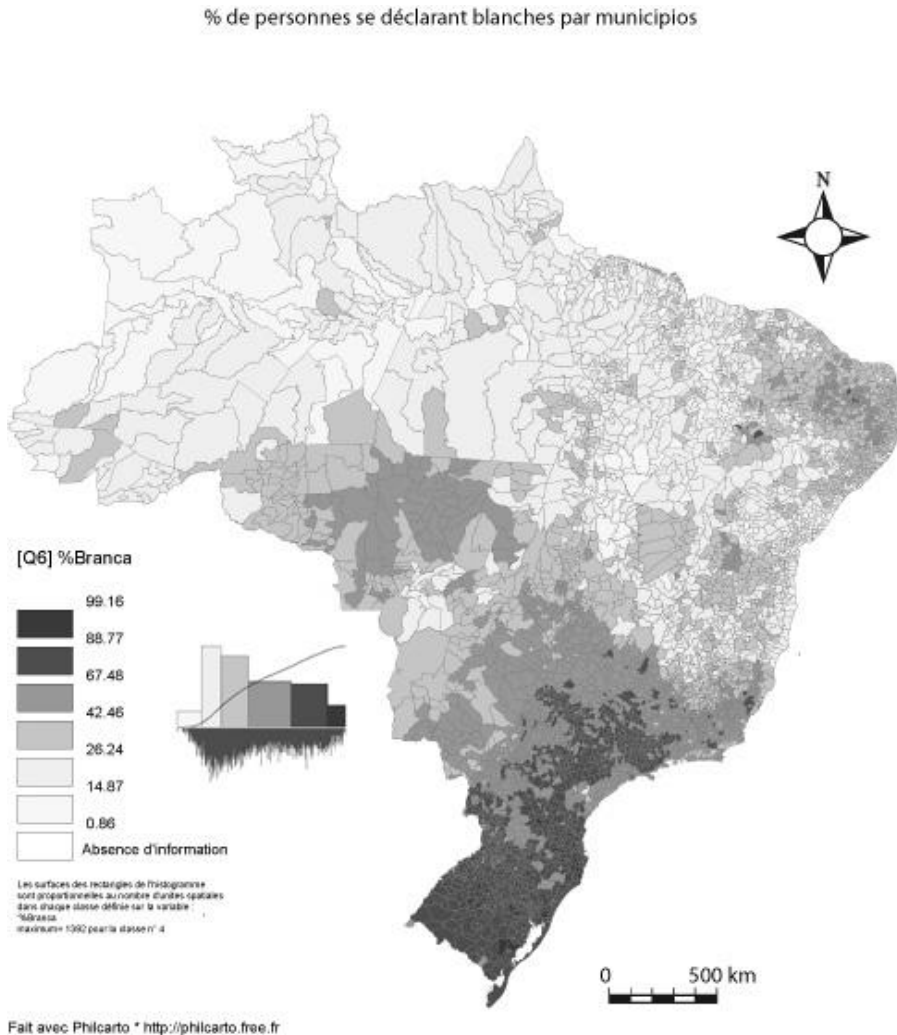 % de personnes se déclarant blanches par municipios
N
[Q6] %Branca
99.16
88.77
67.48
42.46
26.24
14.87
0.86
Absence d'information
Les surfaces des rectangles de l'histogramme
sont proportionnelles au nombre d'unites spatiales
dans chaque classe définie sur la variable :
%Branca
maximum= 1392 pour la classe n° 4
0 500 km
Fait avec Philcarto * http://philcarto.free.fr